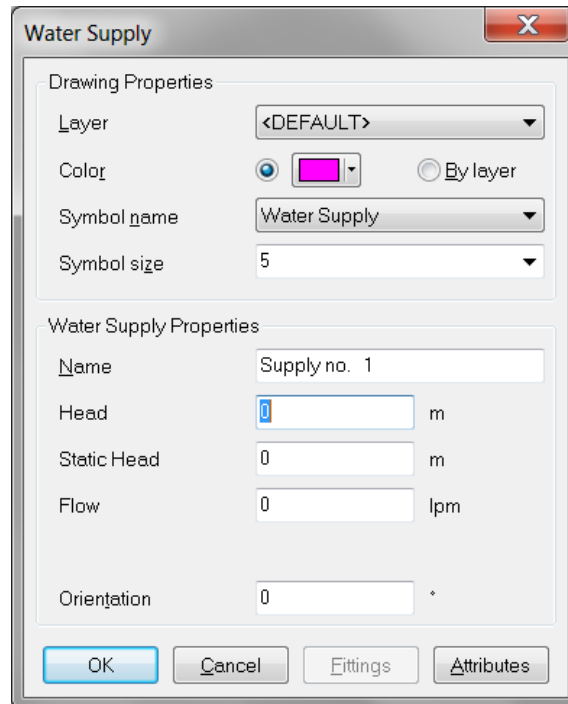 Water Supply
Drawing Properties
Layer <DEFAULT>
Color By layer
Symbol name Water Supply
Symbol size 5
Water Supply Properties
Name Supply no. 1
Head 0 m
Static Head 0 m
Flow 0 lpm
Orientation 0 °
OK Cancel Fittings Attributes